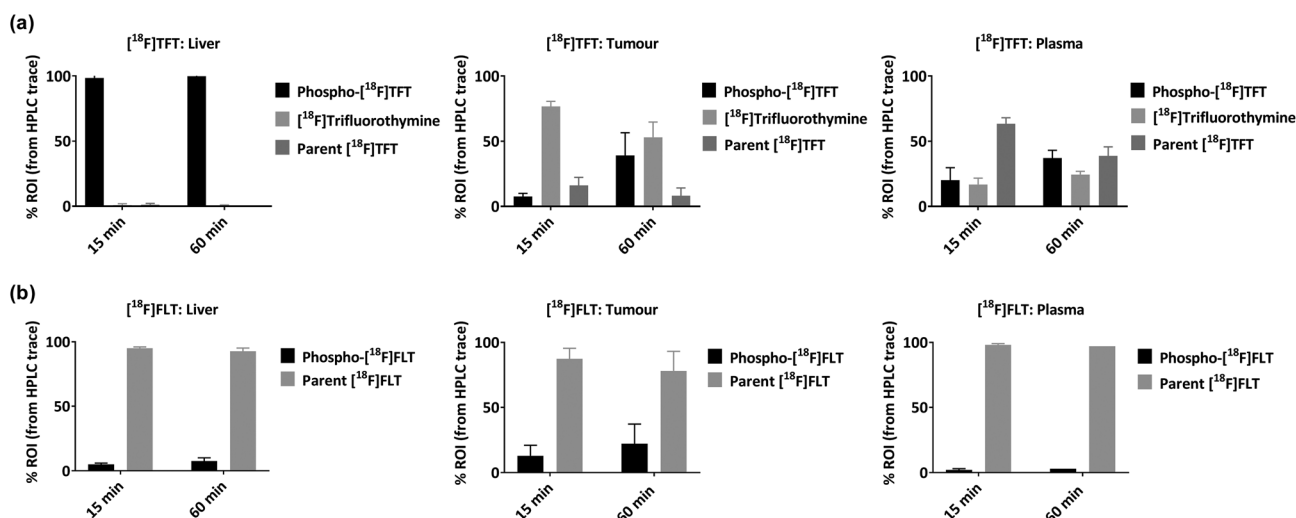 (a)
[¹⁸F]TFT: Liver
% ROI (from HPLC trace)
100
50
0
15 min
60 min
Phospho-[¹⁸F]TFT
[¹⁸F]Trifluorothymine
Parent [¹⁸F]TFT
[¹⁸F]TFT: Tumour
% ROI (from HPLC trace)
100
50
0
15 min
60 min
Phospho-[¹⁸F]TFT
[¹⁸F]Trifluorothymine
Parent [¹⁸F]TFT
[¹⁸F]TFT: Plasma
% ROI (from HPLC trace)
100
50
0
15 min
60 min
Phospho-[¹⁸F]TFT
[¹⁸F]Trifluorothymine
Parent [¹⁸F]TFT
(b)
[¹⁸F]FLT: Liver
% ROI (from HPLC trace)
100
50
0
15 min
60 min
Phospho-[¹⁸F]FLT
Parent [¹⁸F]FLT
[¹⁸F]FLT: Tumour
% ROI (from HPLC trace)
100
50
0
15 min
60 min
Phospho-[¹⁸F]FLT
Parent [¹⁸F]FLT
[¹⁸F]FLT: Plasma
% ROI (from HPLC trace)
100
50
0
15 min
60 min
Phospho-[¹⁸F]FLT
Parent [¹⁸F]FLT